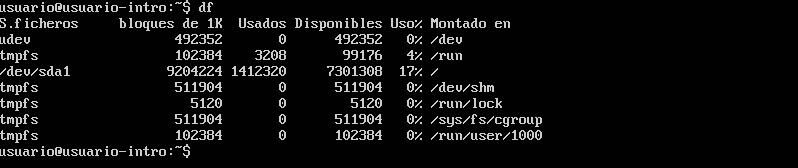 usuario@usuario-intro:~$ df
S.ficheros     bloques de 1K  Usados Disponibles Uso% Montado en
udev                  492352       0      492352   0% /dev
tmpfs                 102384    3208       99176   4% /run
/dev/sda1            9204224 1412320     7301308  17% /
tmpfs                 511904       0      511904   0% /dev/shm
tmpfs                   5120       0        5120   0% /run/lock
tmpfs                 511904       0      511904   0% /sys/fs/cgroup
tmpfs                 102384       0      102384   0% /run/user/1000
usuario@usuario-intro:~$